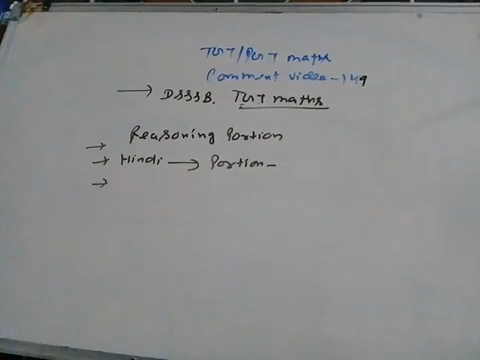 TGT/PGT maths
Comment video-149
→ DSSSB. TGT maths
→ Reasoning Portion
→ Hindi → Portion-
→